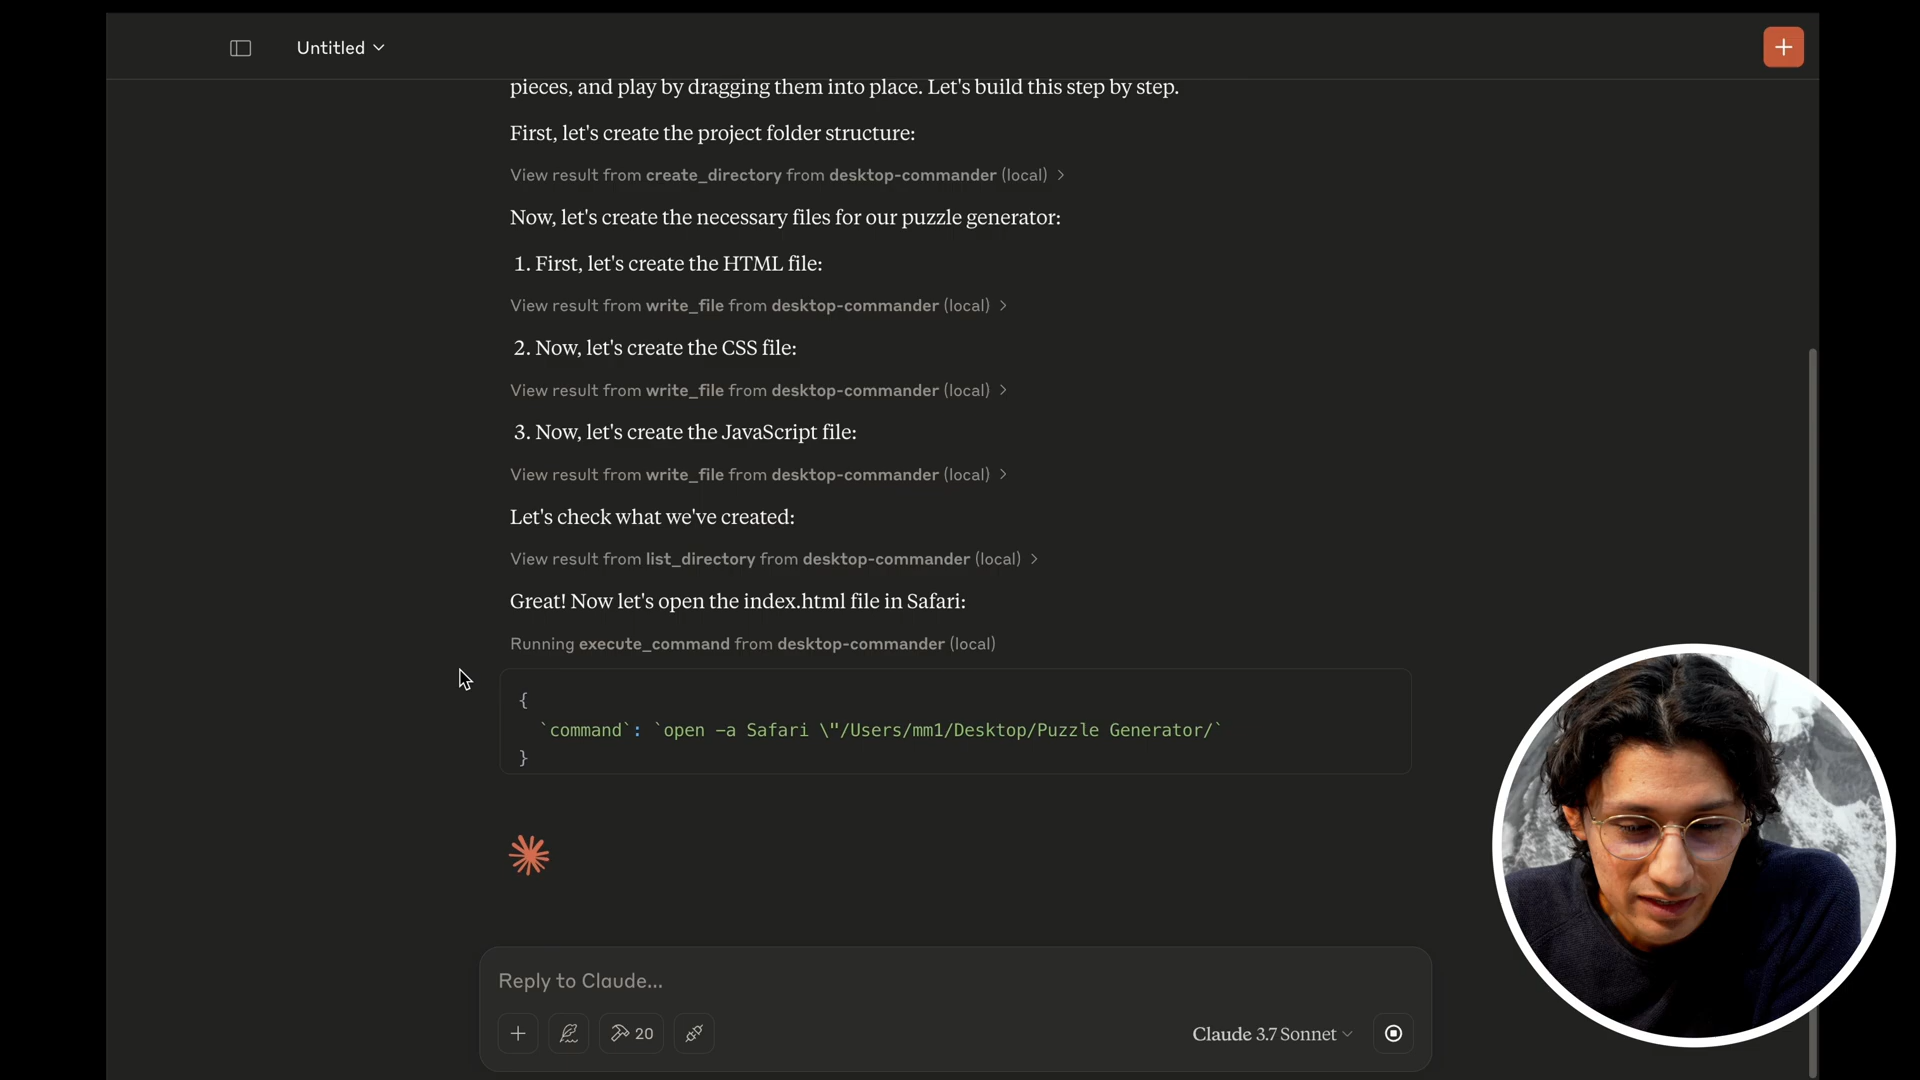 Untitled
pieces, and play by dragging them into place. Let's build this step by step.
First, let's create the project folder structure:
View result from create_directory from desktop-commander (local)
Now, let's create the necessary files for our puzzle generator:
1. First, let's create the HTML file:
View result from write_file from desktop-commander (local)
2. Now, let's create the CSS file:
View result from write_file from desktop-commander (local)
3. Now, let's create the JavaScript file:
View result from write_file from desktop-commander (local)
Let's check what we've created:
View result from list_directory from desktop-commander (local)
Great! Now let's open the index.html file in Safari:
Running execute_command from desktop-commander (local)
{
`command`: `open -a Safari \"/Users/mm1/Desktop/Puzzle Generator/`
}
Reply to Claude...
20
Claude 3.7 Sonnet